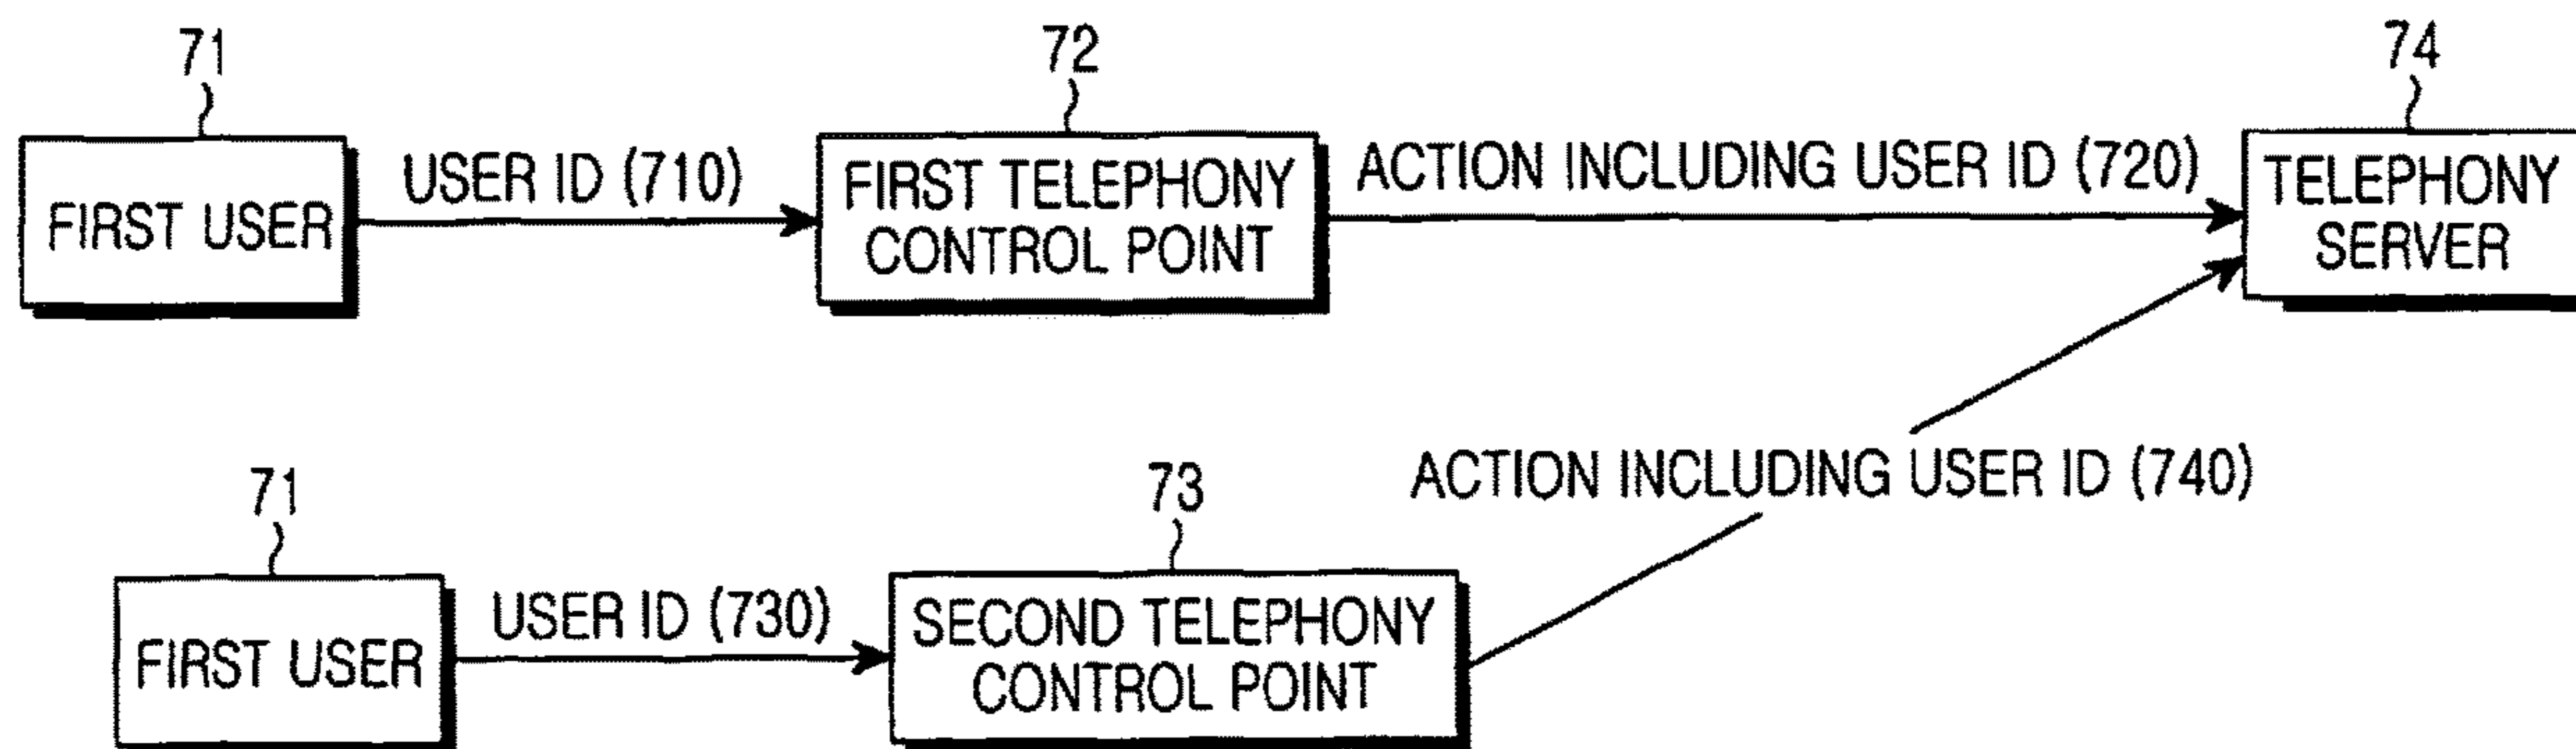 71
72
74
FIRST USER
USER ID (710)
FIRST TELEPHONY
CONTROL POINT
ACTION INCLUDING USER ID (720)
TELEPHONY
SERVER
71
73
FIRST USER
USER ID (730)
SECOND TELEPHONY
CONTROL POINT
ACTION INCLUDING USER ID (740)